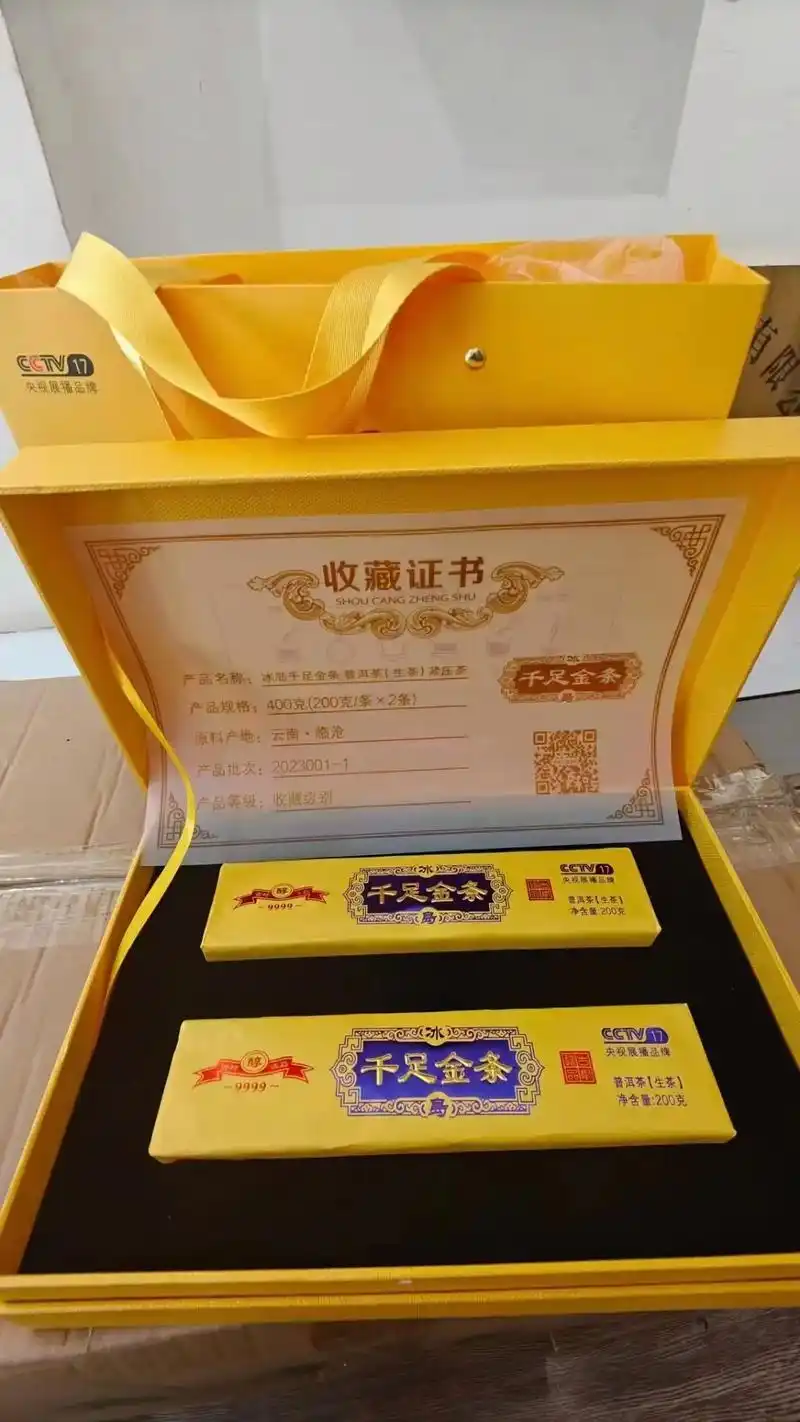 CCTV 17
央视展播品牌
有限公
收藏证书
SHOU CANG ZHENG SHU
产品名称：冰岛千足金条 普洱茶(生茶) 紧压茶
产品规格：400克(200克/条×2条)
原料产地：云南·临沧
产品批次：2023001-1
产品等级：收藏级别
冰
千足金条
岛
醇
-9999-
冰
千足金条
岛
CCTV 17
央视展播品牌
普洱茶【生茶】
净含量:200克
醇
~9999~
冰
千足金条
岛
CCTV 17
央视展播品牌
普洱茶【生茶】
净含量:200克